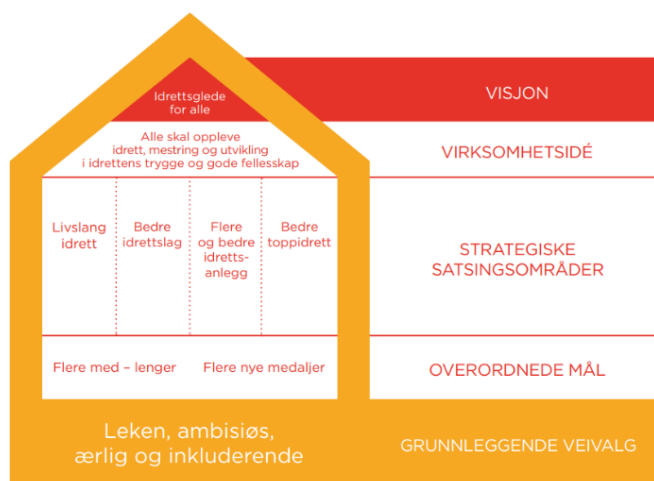 Idrettsglede
for alle
VISJON
Alle skal oppleve
idrett, mestring og utvikling
i idrettens trygge og gode fellesskap
VIRKSOMHETSIDÉ
Livslang
idrett
Bedre
idrettslag
Flere
og bedre
idretts-
anlegg
Bedre
toppidrett
STRATEGISKE
SATSINGSOMRÅDER
Flere med – lenger
Flere nye medaljer
OVERORDNEDE MÅL
Leken, ambisiøs,
ærlig og inkluderende
GRUNNLEGGENDE VEIVALG